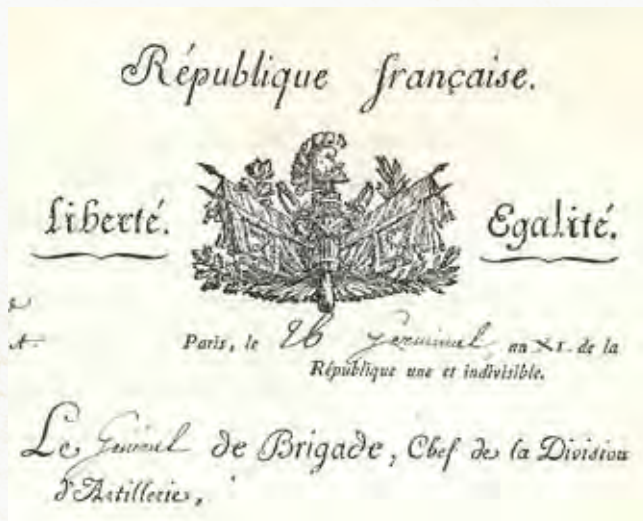 République française.
Liberté. Egalité.
Paris, le 26 Germinal, an XI. de la
République une et indivisible.
Le Général de Brigade, Chef de la Division
d'Artillerie,